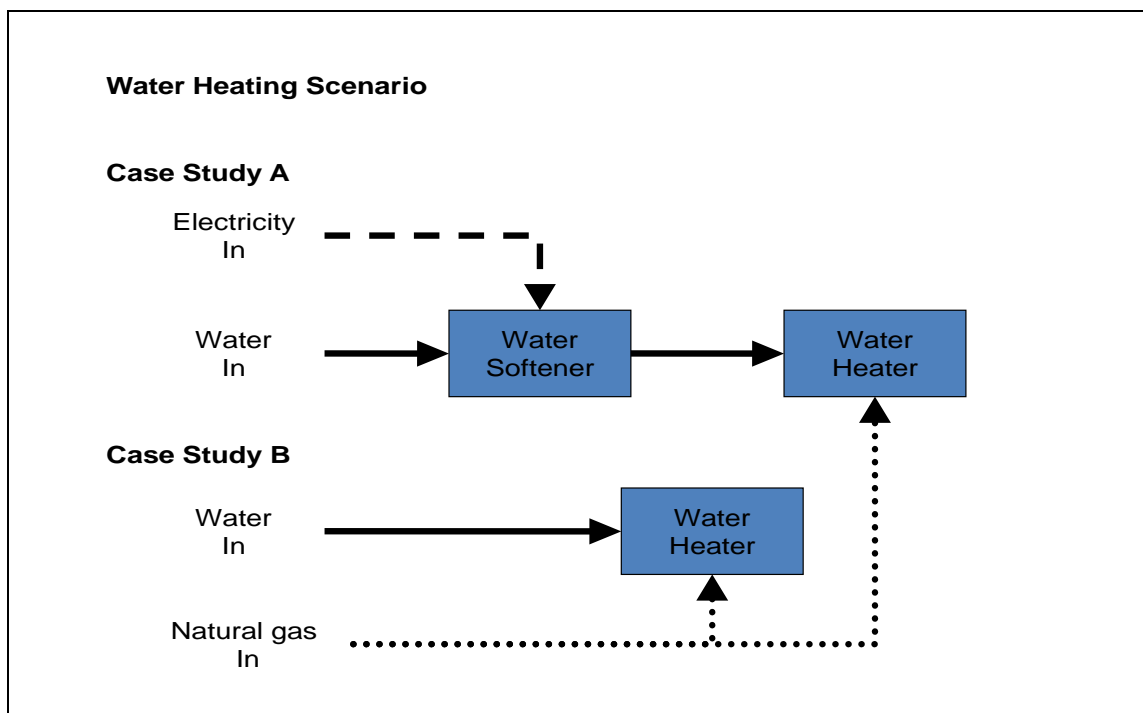 Water Heating Scenario
Case Study A
Electricity
In
Water
In
Water
Softener
Water
Heater
Case Study B
Water
In
Water
Heater
Natural gas
In